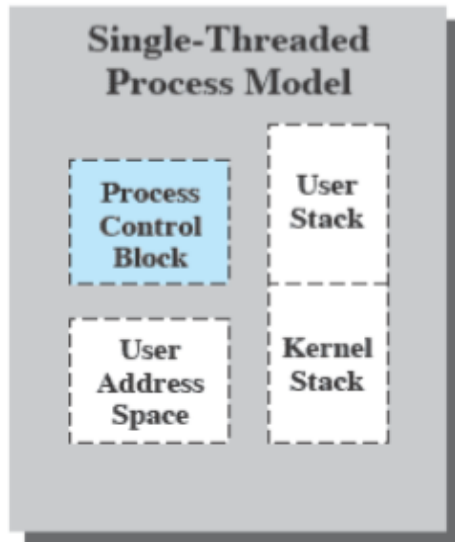 Single-Threaded
Process Model
Process
Control
Block
User
Address
Space
User
Stack
Kernel
Stack